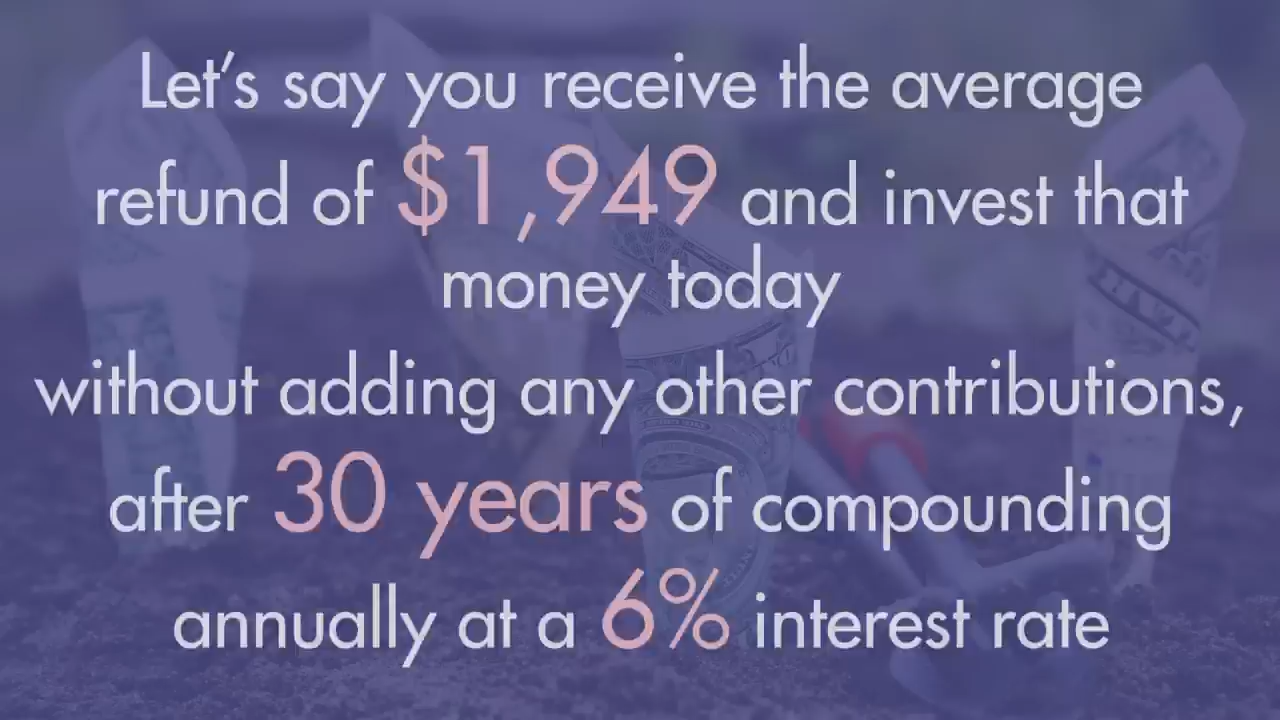 Let's say you receive the average
refund of $1,949 and invest that
money today
without adding any other contributions,
after 30 years of compounding
annually at a 6% interest rate